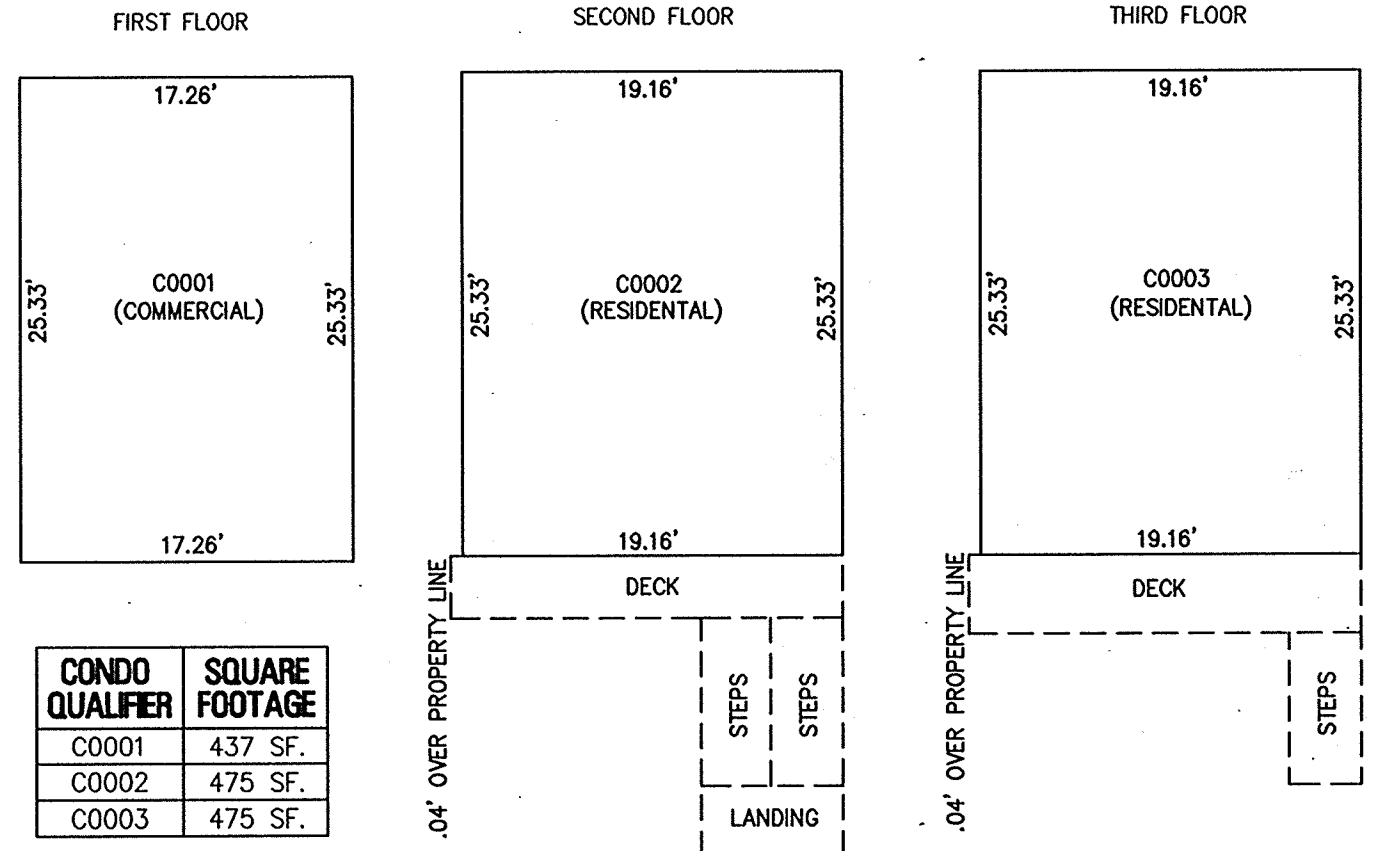 FIRST FLOOR
17.26'
25.33'
C0001
(COMMERCIAL)
25.33'
17.26'
SECOND FLOOR
19.16'
25.33'
C0002
(RESIDENTAL)
25.33'
19.16'
DECK
.04' OVER PROPERTY LINE
STEPS
STEPS
LANDING
THIRD FLOOR
19.16'
25.33'
C0003
(RESIDENTAL)
25.33'
19.16'
DECK
.04' OVER PROPERTY LINE
STEPS
CONDO QUALIFIER SQUARE FOOTAGE
C0001 437 SF.
C0002 475 SF.
C0003 475 SF.